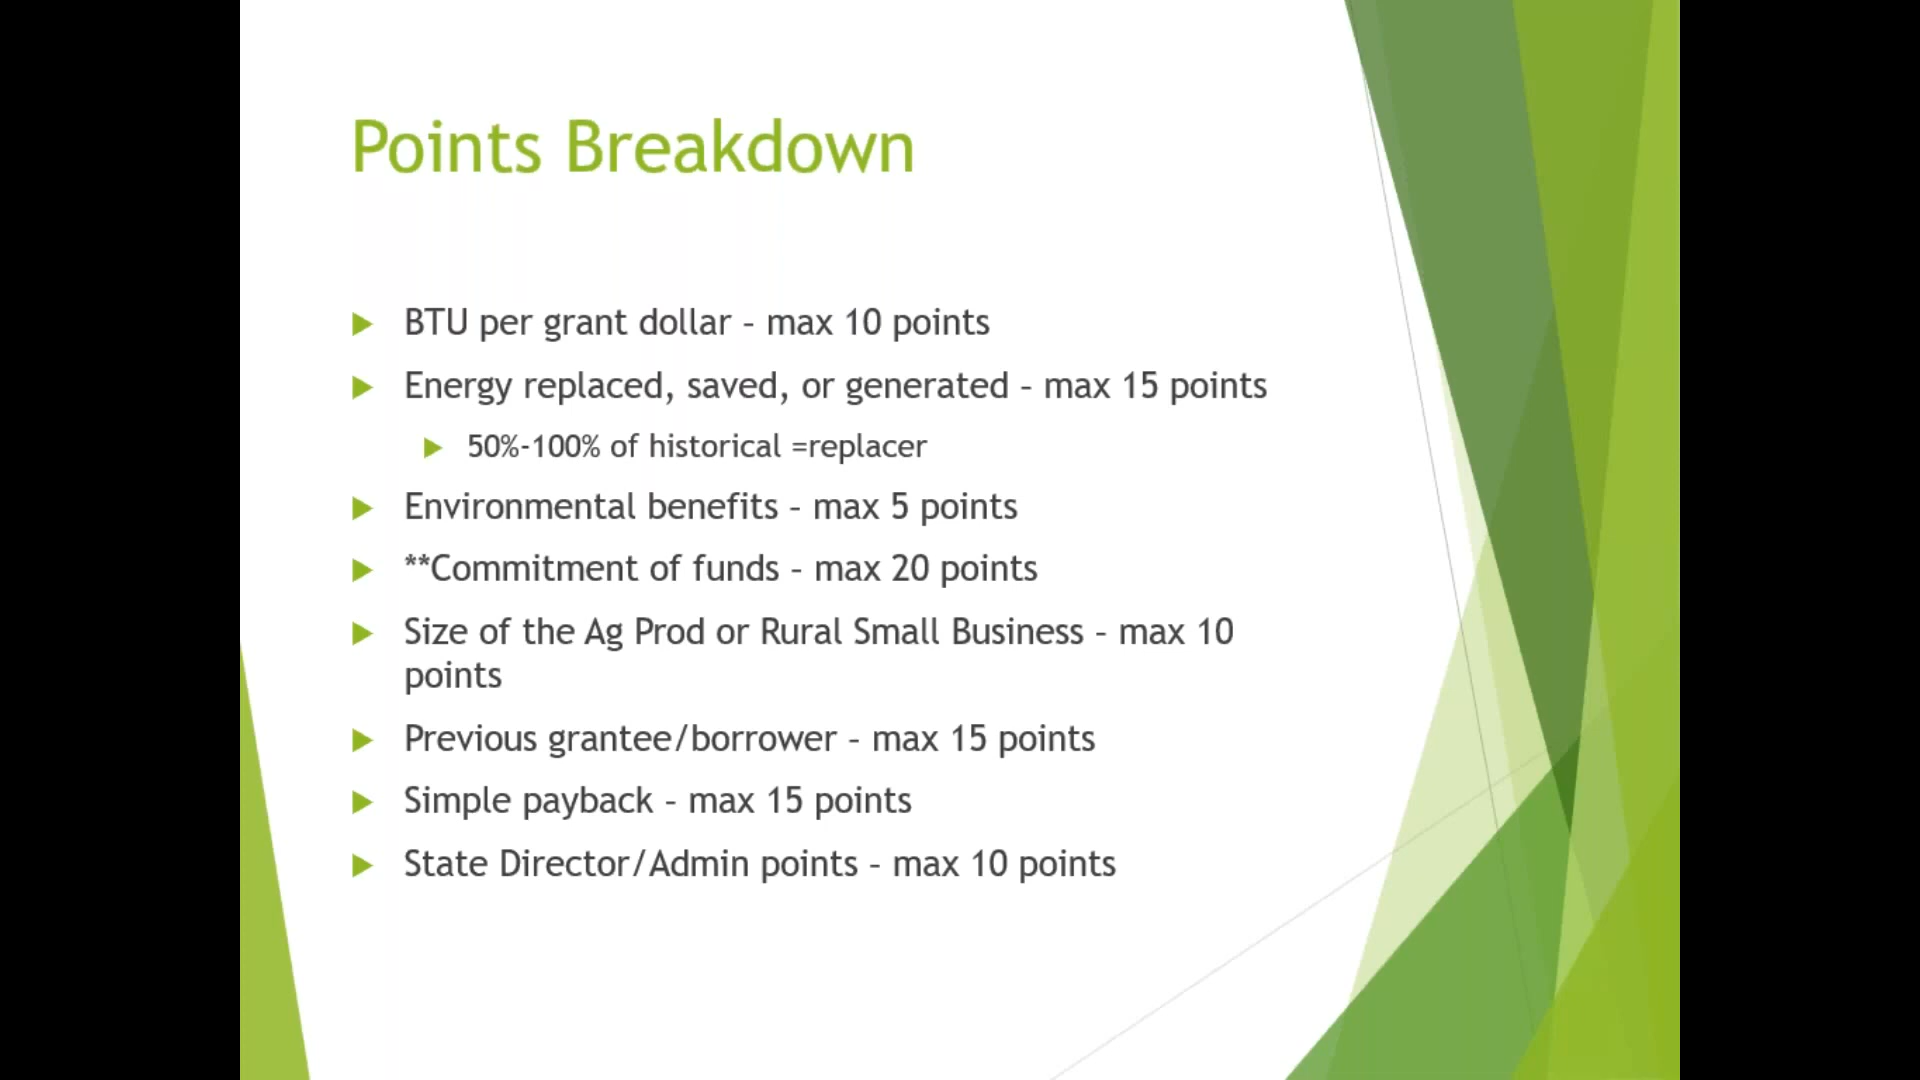 Points Breakdown
BTU per grant dollar – max 10 points
Energy replaced, saved, or generated – max 15 points
50%-100% of historical =replacer
Environmental benefits – max 5 points
**Commitment of funds – max 20 points
Size of the Ag Prod or Rural Small Business – max 10
points
Previous grantee/borrower – max 15 points
Simple payback – max 15 points
State Director/Admin points – max 10 points